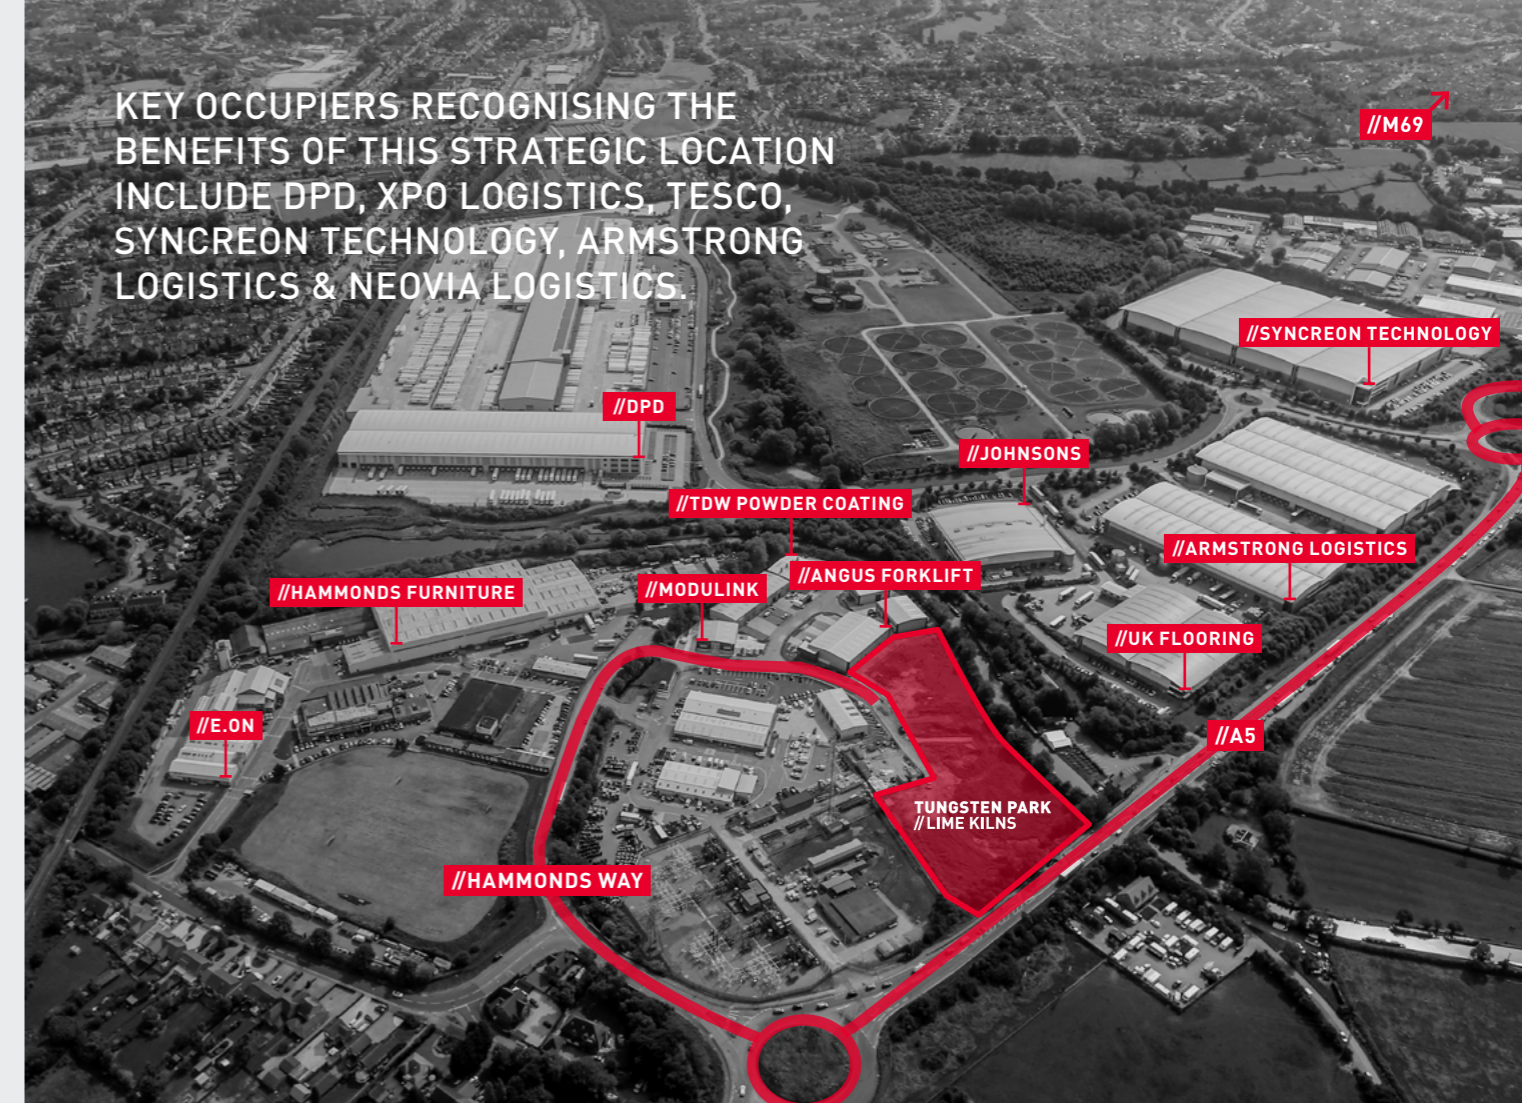 KEY OCCUPIERS RECOGNISING THE
BENEFITS OF THIS STRATEGIC LOCATION
INCLUDE DPD, XPO LOGISTICS, TESCO,
SYNCREON TECHNOLOGY, ARMSTRONG
LOGISTICS & NEOVIA LOGISTICS.
//M69
//SYNCREON TECHNOLOGY
//DPD
//JOHNSONS
//TDW POWDER COATING
//ARMSTRONG LOGISTICS
//ANGUS FORKLIFT
//HAMMONDS FURNITURE
//MODULINK
//UK FLOORING
//E.ON
//A5
TUNGSTEN PARK
//LIME KILNS
//HAMMONDS WAY